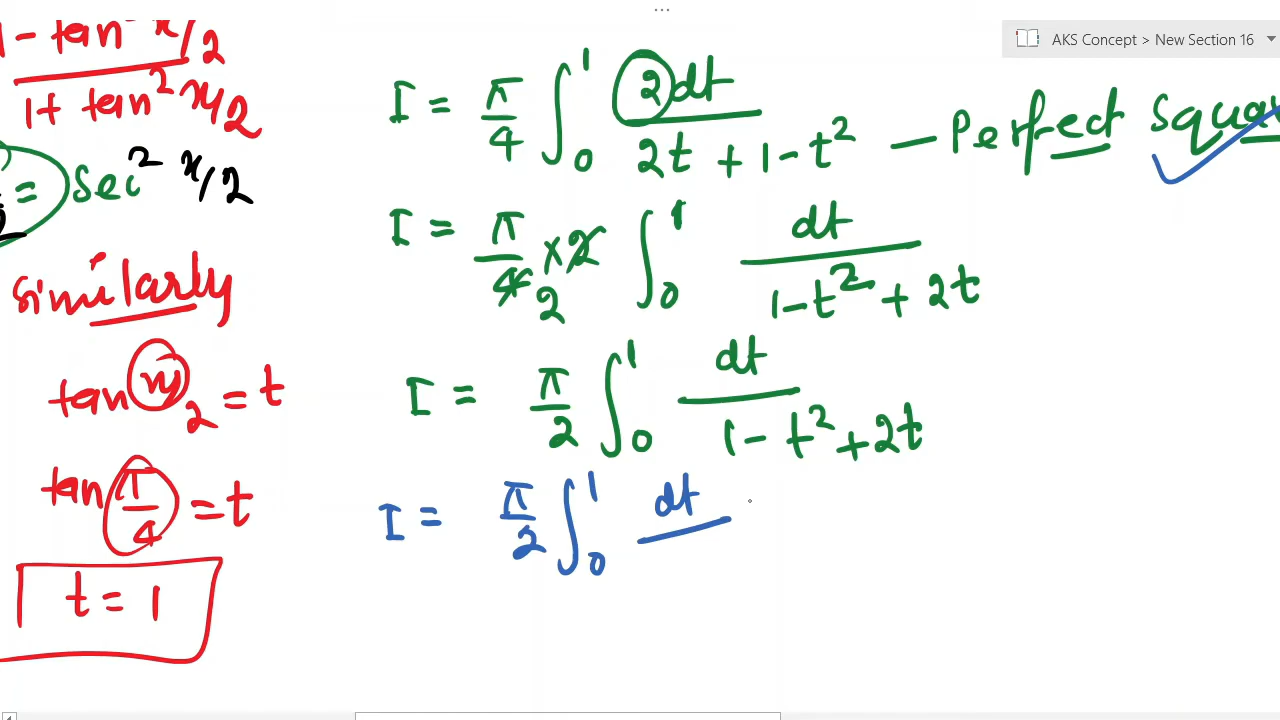 AKS Concept > New Section 16
1 - tan² x/2
1 + tan² x/2
= sec² x/2
similarly
tan x/2 = t
tan π/4 = t
t = 1
I = π/4 ∫₀¹ 2dt / 2t + 1 - t² — Perfect Square
I = π/4 × 2 2 ∫₀¹ dt / 1 - t² + 2t
I = π/2 ∫₀¹ dt / 1 - t² + 2t
I = π/2 ∫₀¹ dt